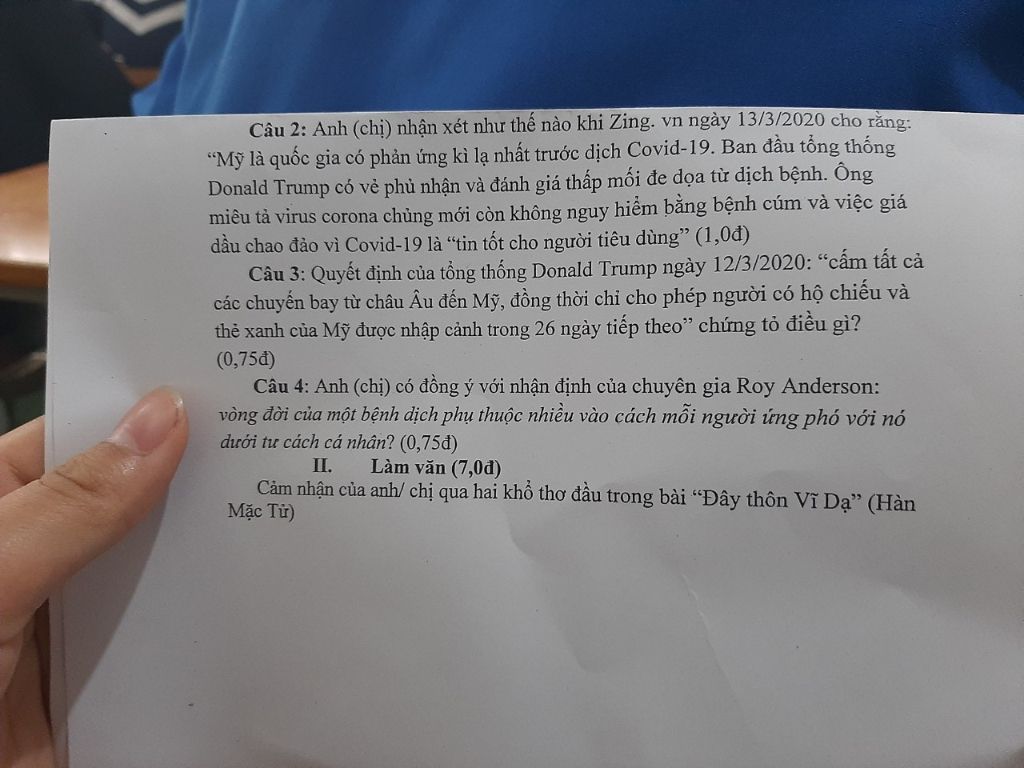 Câu 2: Anh (chị) nhận xét như thế nào khi Zing. vn ngày 13/3/2020 cho rằng:
“Mỹ là quốc gia có phản ứng kì lạ nhất trước dịch Covid-19. Ban đầu tổng thống
Donald Trump có vẻ phủ nhận và đánh giá thấp mối đe dọa từ dịch bệnh. Ông
miêu tả virus corona chủng mới còn không nguy hiểm bằng bệnh cúm và việc giá
dầu chao đảo vì Covid-19 là “tin tốt cho người tiêu dùng” (1,0đ)
Câu 3: Quyết định của tổng thống Donald Trump ngày 12/3/2020: “cấm tất cả
các chuyến bay từ châu Âu đến Mỹ, đồng thời chỉ cho phép người có hộ chiếu và
thẻ xanh của Mỹ được nhập cảnh trong 26 ngày tiếp theo” chứng tỏ điều gì?
(0,75đ)
Câu 4: Anh (chị) có đồng ý với nhận định của chuyên gia Roy Anderson:
vòng đời của một bệnh dịch phụ thuộc nhiều vào cách mỗi người ứng phó với nó
dưới tư cách cá nhân? (0,75đ)
II. Làm văn (7,0đ)
Cảm nhận của anh/ chị qua hai khổ thơ đầu trong bài “Đây thôn Vĩ Dạ” (Hàn
Mặc Tử)